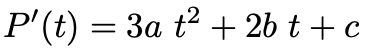 P′(t) = 3a t² + 2b t + c